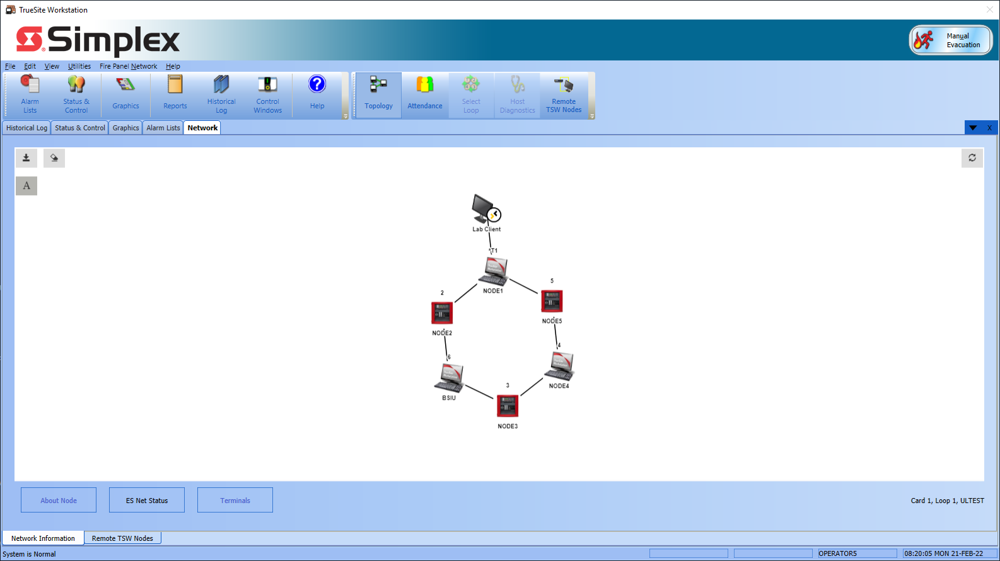 TrueSite Workstation
Simplex
Manual
Evacuation
File Edit View Utilities Fire Panel Network Help
Alarm
Lists
Status &
Control
Graphics
Reports
Historical
Log
Control
Windows
Help
Topology
Attendance
Select
Loop
Host
Diagnostics
Remote
TSW Nodes
Historical Log Status & Control Graphics Alarm Lists Network
X
A
Lab Client
*T1
NODE1
5
NODE5
2
NODE2
4
NODE4
6
BSIU
3
NODE3
About Node
ES Net Status
Terminals
Card 1, Loop 1, ULTEST
Network Information Remote TSW Nodes
System is Normal
OPERATOR5
08:20:05 MON 21-FEB-22